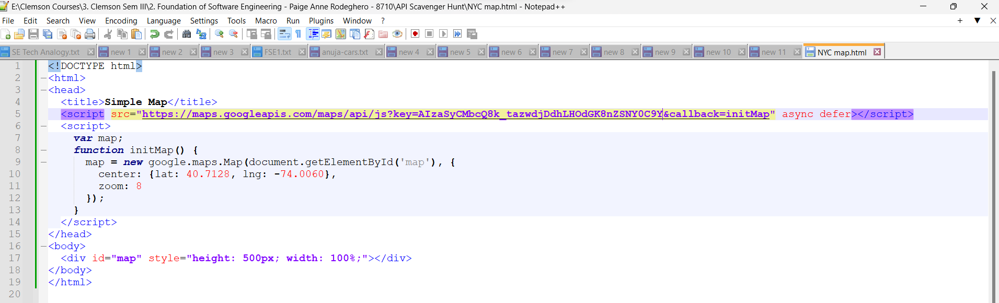 E:\Clemson Courses\3. Clemson Sem III\2. Foundation of Software Engineering - Paige Anne Rodeghero - 8710\API Scavenger Hunt\NYC map.html - Notepad++
File Edit Search View Encoding Language Settings Tools Macro Run Plugins Window ?
SE Tech Analogy.txt new 1 new 2 new 3 FSE1.txt anuja-cars.txt new 4 new 5 new 6 new 7 new 8 new 9 new 10 new 11 NYC map.html
1 <!DOCTYPE html>
2 <html>
3 <head>
4 <title>Simple Map</title>
5 <script src="https://maps.googleapis.com/maps/api/js?key=AIzaSyCMbcQ8k_tazwdjDdhLHOdGK8nZSNY0C9Y&callback=initMap" async defer></script>
6 <script>
7 var map;
8 function initMap() {
9 map = new google.maps.Map(document.getElementById('map'), {
10 center: {lat: 40.7128, lng: -74.0060},
11 zoom: 8
12 });
13 }
14 </script>
15 </head>
16 <body>
17 <div id="map" style="height: 500px; width: 100%;"></div>
18 </body>
19 </html>
20